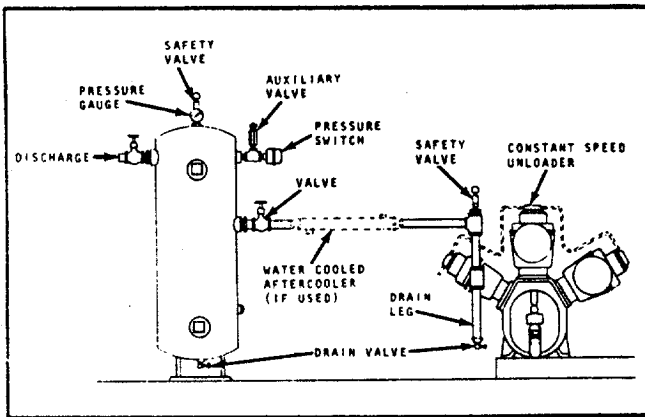 SAFETY
VALVE
PRESSURE
GAUGE
AUXILIARY
VALVE
PRESSURE
SWITCH
DISCHARGE
VALVE
SAFETY
VALVE
CONSTANT SPEED
UNLOADER
WATER COOLED
AFTERCOOLER
(IF USED)
DRAIN
LEG
DRAIN VALVE